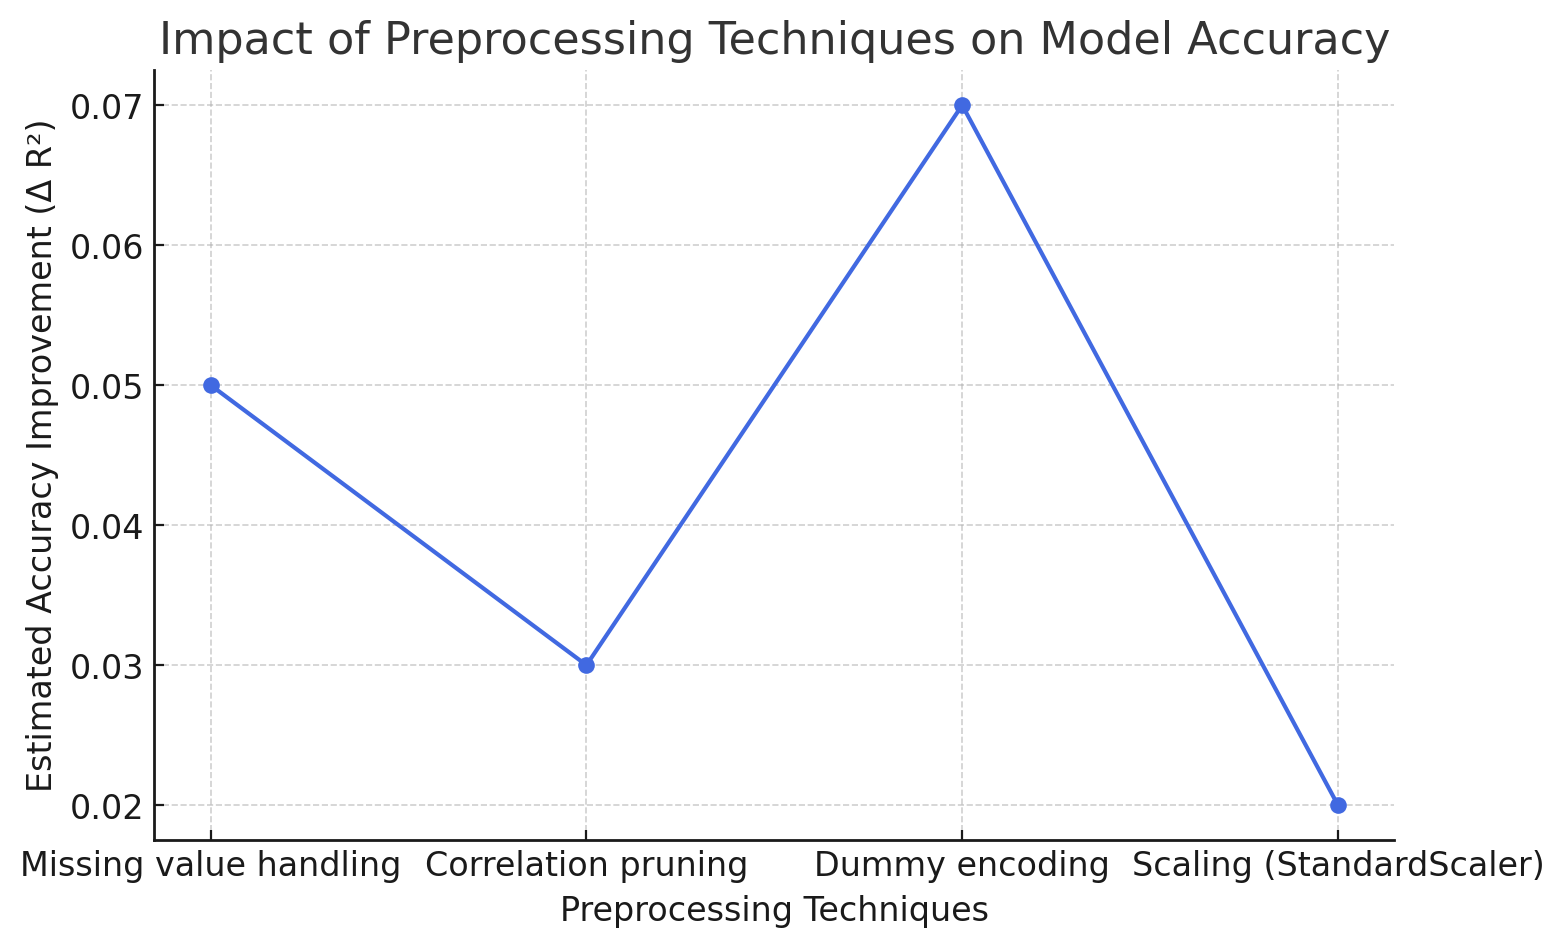 Impact of Preprocessing Techniques on Model Accuracy
Estimated Accuracy Improvement (Δ R²)
0.07
0.06
0.05
0.04
0.03
0.02
Missing value handling
Correlation pruning
Dummy encoding
Scaling (StandardScaler)
Preprocessing Techniques